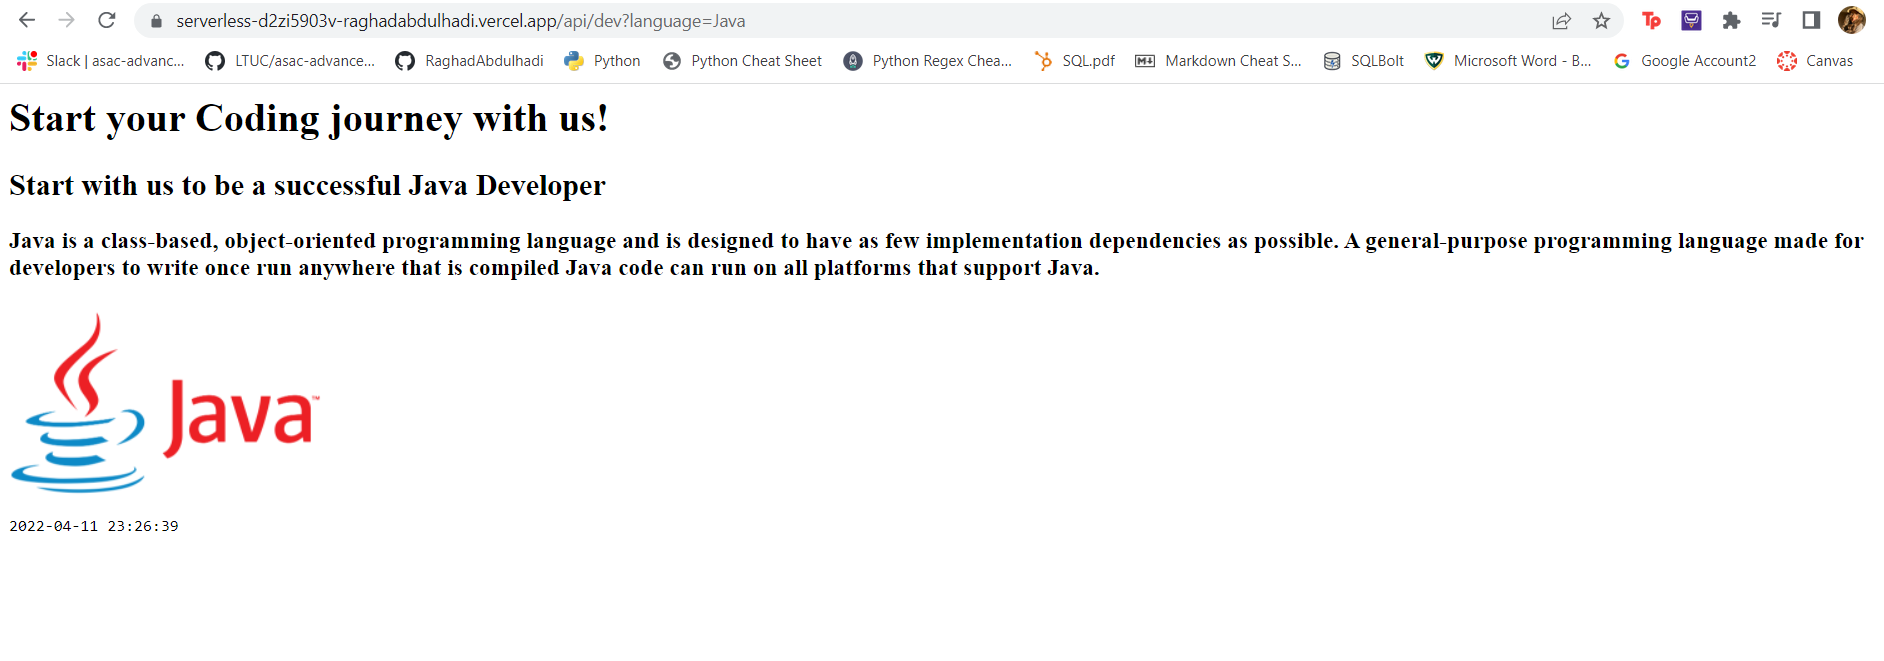 serverless-d2zi5903v-raghadabdulhadi.vercel.app/api/dev?language=Java
Tp
Slack | asac-advanc... LTUC/asac-advance... RaghadAbdulhadi Python Python Cheat Sheet Python Regex Chea... SQL.pdf Markdown Cheat S... SQLBolt Microsoft Word - B... Google Account2 Canvas
Start your Coding journey with us!
Start with us to be a successful Java Developer
Java is a class-based, object-oriented programming language and is designed to have as few implementation dependencies as possible. A general-purpose programming language made for
developers to write once run anywhere that is compiled Java code can run on all platforms that support Java.
Java™
2022-04-11 23:26:39